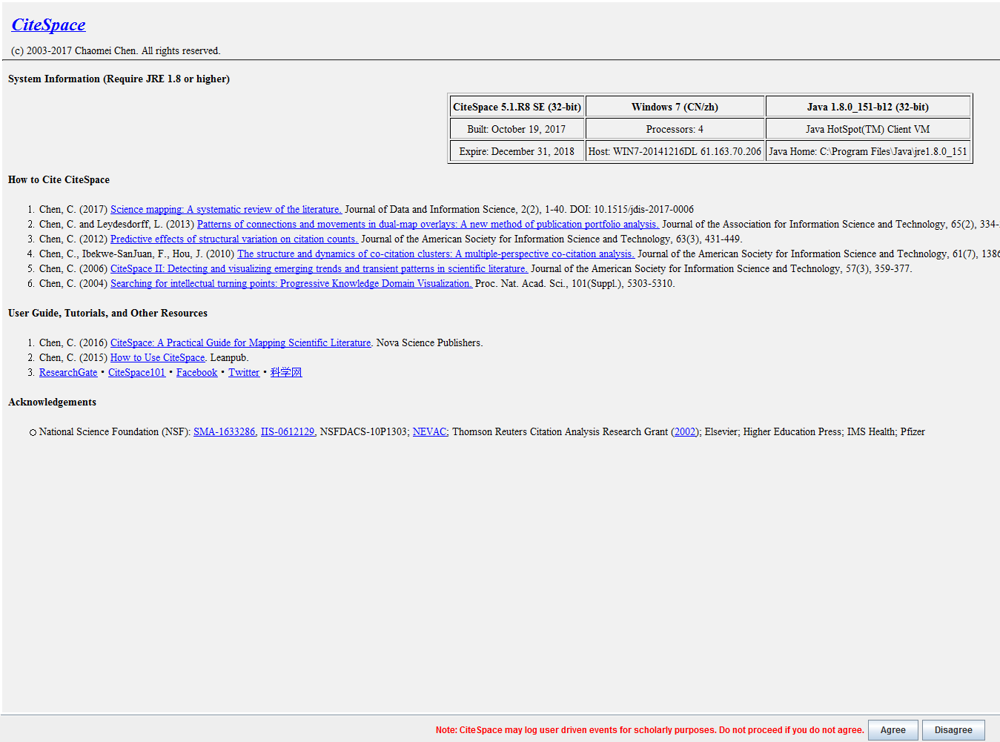 CiteSpace
(c) 2003-2017 Chaomei Chen. All rights reserved.
System Information (Require JRE 1.8 or higher)
CiteSpace 5.1.R8 SE (32-bit) Windows 7 (CN/zh) Java 1.8.0_151-b12 (32-bit)
Built: October 19, 2017 Processors: 4 Java HotSpot(TM) Client VM
Expire: December 31, 2018 Host: WIN7-20141216DL 61.163.70.206 Java Home: C:\Program Files\Java\jre1.8.0_151
How to Cite CiteSpace
1. Chen, C. (2017) Science mapping: A systematic review of the literature. Journal of Data and Information Science, 2(2), 1-40. DOI: 10.1515/jdis-2017-0006
2. Chen, C. and Leydesdorff, L. (2013) Patterns of connections and movements in dual-map overlays: A new method of publication portfolio analysis. Journal of the Association for Information Science and Technology, 65(2), 334-
3. Chen, C. (2012) Predictive effects of structural variation on citation counts. Journal of the American Society for Information Science and Technology, 63(3), 431-449.
4. Chen, C., Ibekwe-SanJuan, F., Hou, J. (2010) The structure and dynamics of co-citation clusters: A multiple-perspective co-citation analysis. Journal of the American Society for Information Science and Technology, 61(7), 1386
5. Chen, C. (2006) CiteSpace II: Detecting and visualizing emerging trends and transient patterns in scientific literature. Journal of the American Society for Information Science and Technology, 57(3), 359-377.
6. Chen, C. (2004) Searching for intellectual turning points: Progressive Knowledge Domain Visualization. Proc. Nat. Acad. Sci., 101(Suppl.), 5303-5310.
User Guide, Tutorials, and Other Resources
1. Chen, C. (2016) CiteSpace: A Practical Guide for Mapping Scientific Literature. Nova Science Publishers.
2. Chen, C. (2015) How to Use CiteSpace. Leanpub.
3. ResearchGate • CiteSpace101 • Facebook • Twitter • 科学网
Acknowledgements
National Science Foundation (NSF): SMA-1633286, IIS-0612129, NSFDACS-10P1303; NEVAC; Thomson Reuters Citation Analysis Research Grant (2002); Elsevier; Higher Education Press; IMS Health; Pfizer
Note: CiteSpace may log user driven events for scholarly purposes. Do not proceed if you do not agree. Agree Disagree